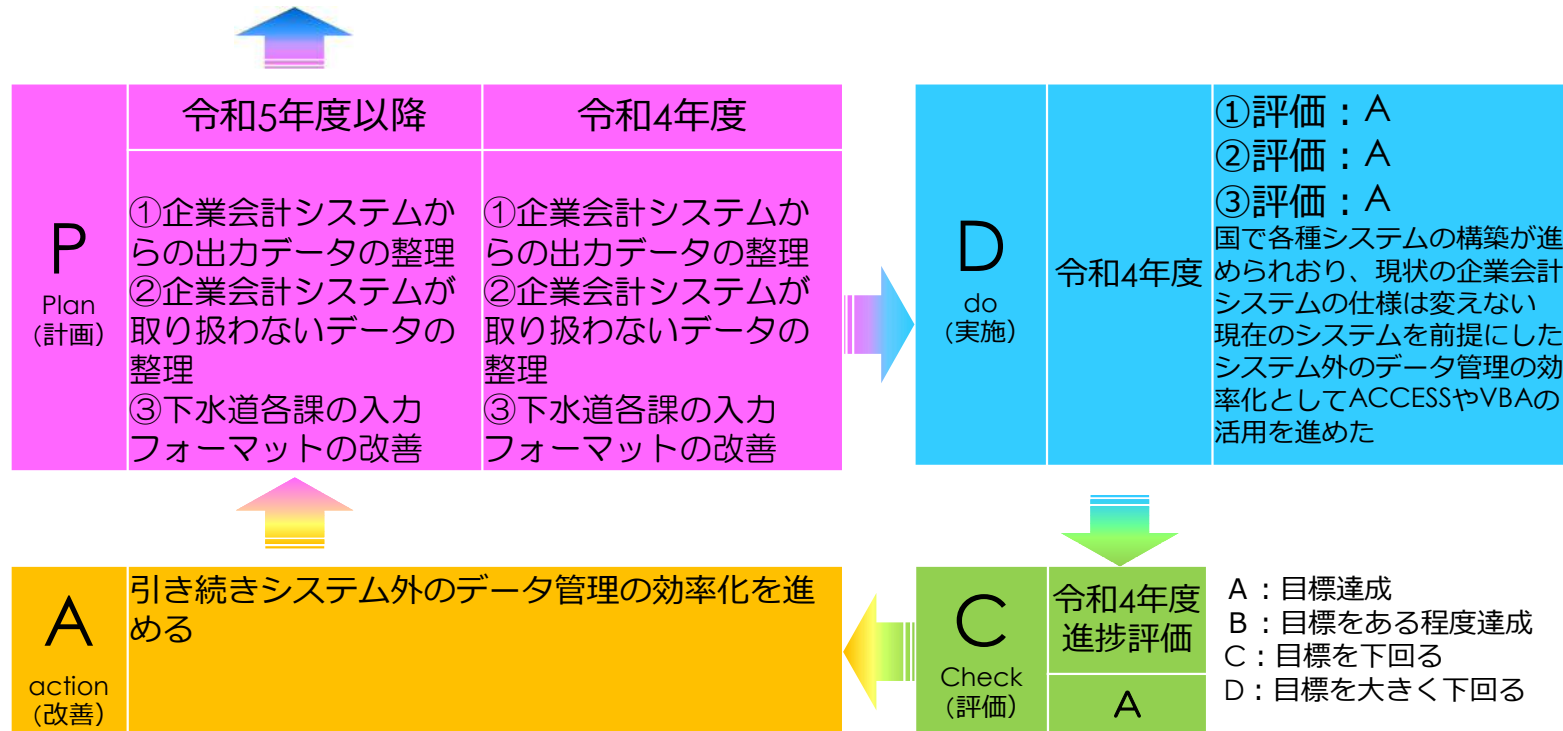 P
Plan
(計画)
令和5年度以降
①企業会計システムか
らの出力データの整理
②企業会計システムが
取り扱わないデータの
整理
③下水道各課の入力
フォーマットの改善
令和4年度
①企業会計システムか
らの出力データの整理
②企業会計システムが
取り扱わないデータの
整理
③下水道各課の入力
フォーマットの改善
D
do
(実施)
令和4年度
①評価：A
②評価：A
③評価：A
国で各種システムの構築が進
められおり、現状の企業会計
システムの仕様は変えない
現在のシステムを前提にした
システム外のデータ管理の効
率化としてACCESSやVBAの
活用を進めた
C
Check
(評価)
令和4年度
進捗評価
A
A：目標達成
B：目標をある程度達成
C：目標を下回る
D：目標を大きく下回る
A
action
(改善)
引き続きシステム外のデータ管理の効率化を進
める